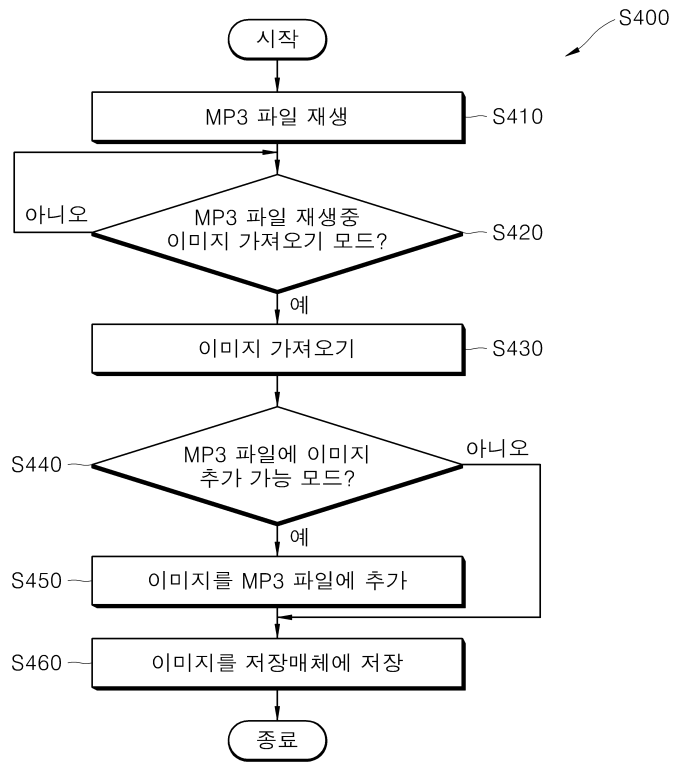 S400
시작
MP3 파일 재생
S410
아니오
MP3 파일 재생중
이미지 가져오기 모드?
S420
예
이미지 가져오기
S430
S440
MP3 파일에 이미지
추가 가능 모드?
아니오
예
S450
이미지를 MP3 파일에 추가
S460
이미지를 저장매체에 저장
종료